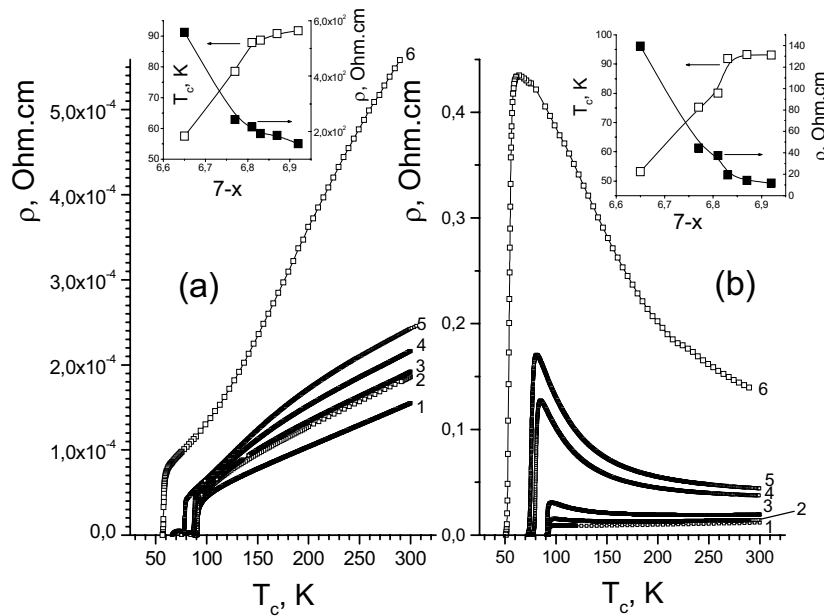 90
80
70
60
50
T_c, K
6,6
6,7
6,8
6,9
7-x
6,0x10²
4,0x10²
2,0x10²
ρ, Ohm.cm
ρ, Ohm.cm
5,0x10⁻⁴
4,0x10⁻⁴
3,0x10⁻⁴
2,0x10⁻⁴
1,0x10⁻⁴
0,0
(a)
6
5
4
3
2
1
50
100
150
200
250
300
T_c, K
100
90
80
70
60
50
T_c, K
6,6
6,7
6,8
6,9
7-x
140
120
100
80
60
40
20
0
ρ, Ohm.cm
ρ, Ohm.cm
0,4
0,3
0,2
0,1
0,0
(b)
6
5
4
3
2
1
50
100
150
200
250
300
T_c, K